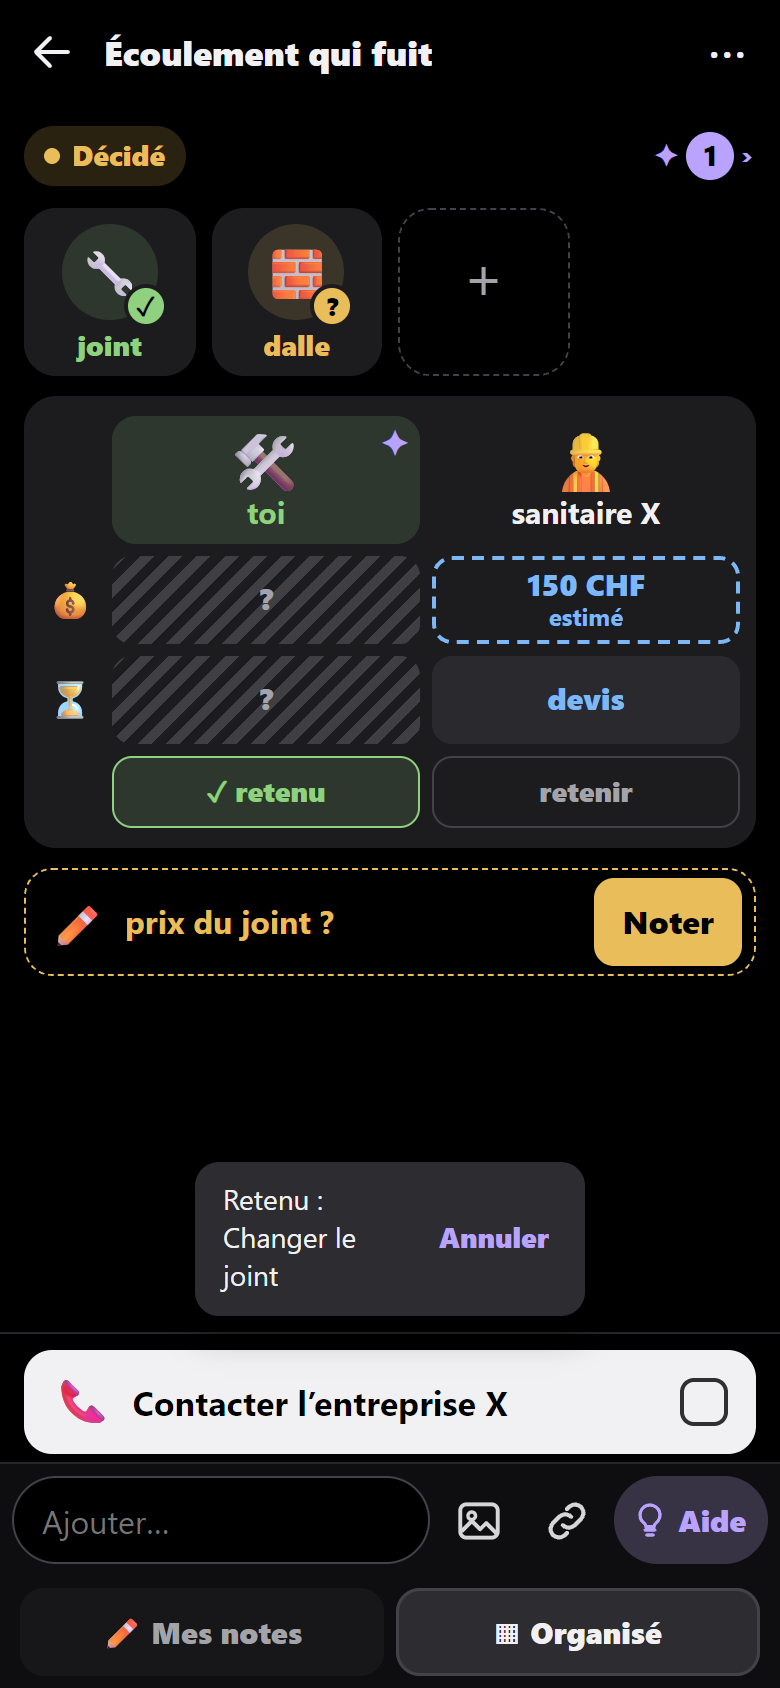 Écoulement qui fuit
Décidé
1
joint
?
dalle
+
toi
sanitaire X
?
150 CHF
estimé
?
devis
✓ retenu
retenir
prix du joint ?
Noter
Retenu :
Changer le
joint
Annuler
Contacter l’entreprise X
Ajouter...
Aide
Mes notes
Organisé